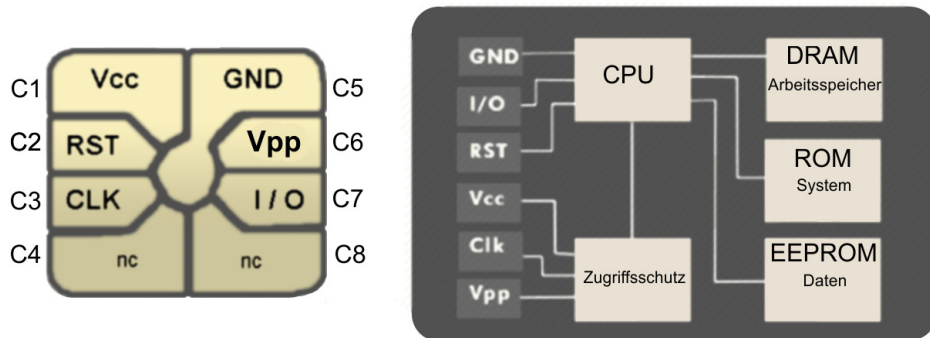 C1
Vcc
GND
C5
C2
RST
Vpp
C6
C3
CLK
I / O
C7
C4
nc
nc
C8
GND
I/O
RST
Vcc
Clk
Vpp
CPU
Zugriffsschutz
DRAM
Arbeitsspeicher
ROM
System
EEPROM
Daten